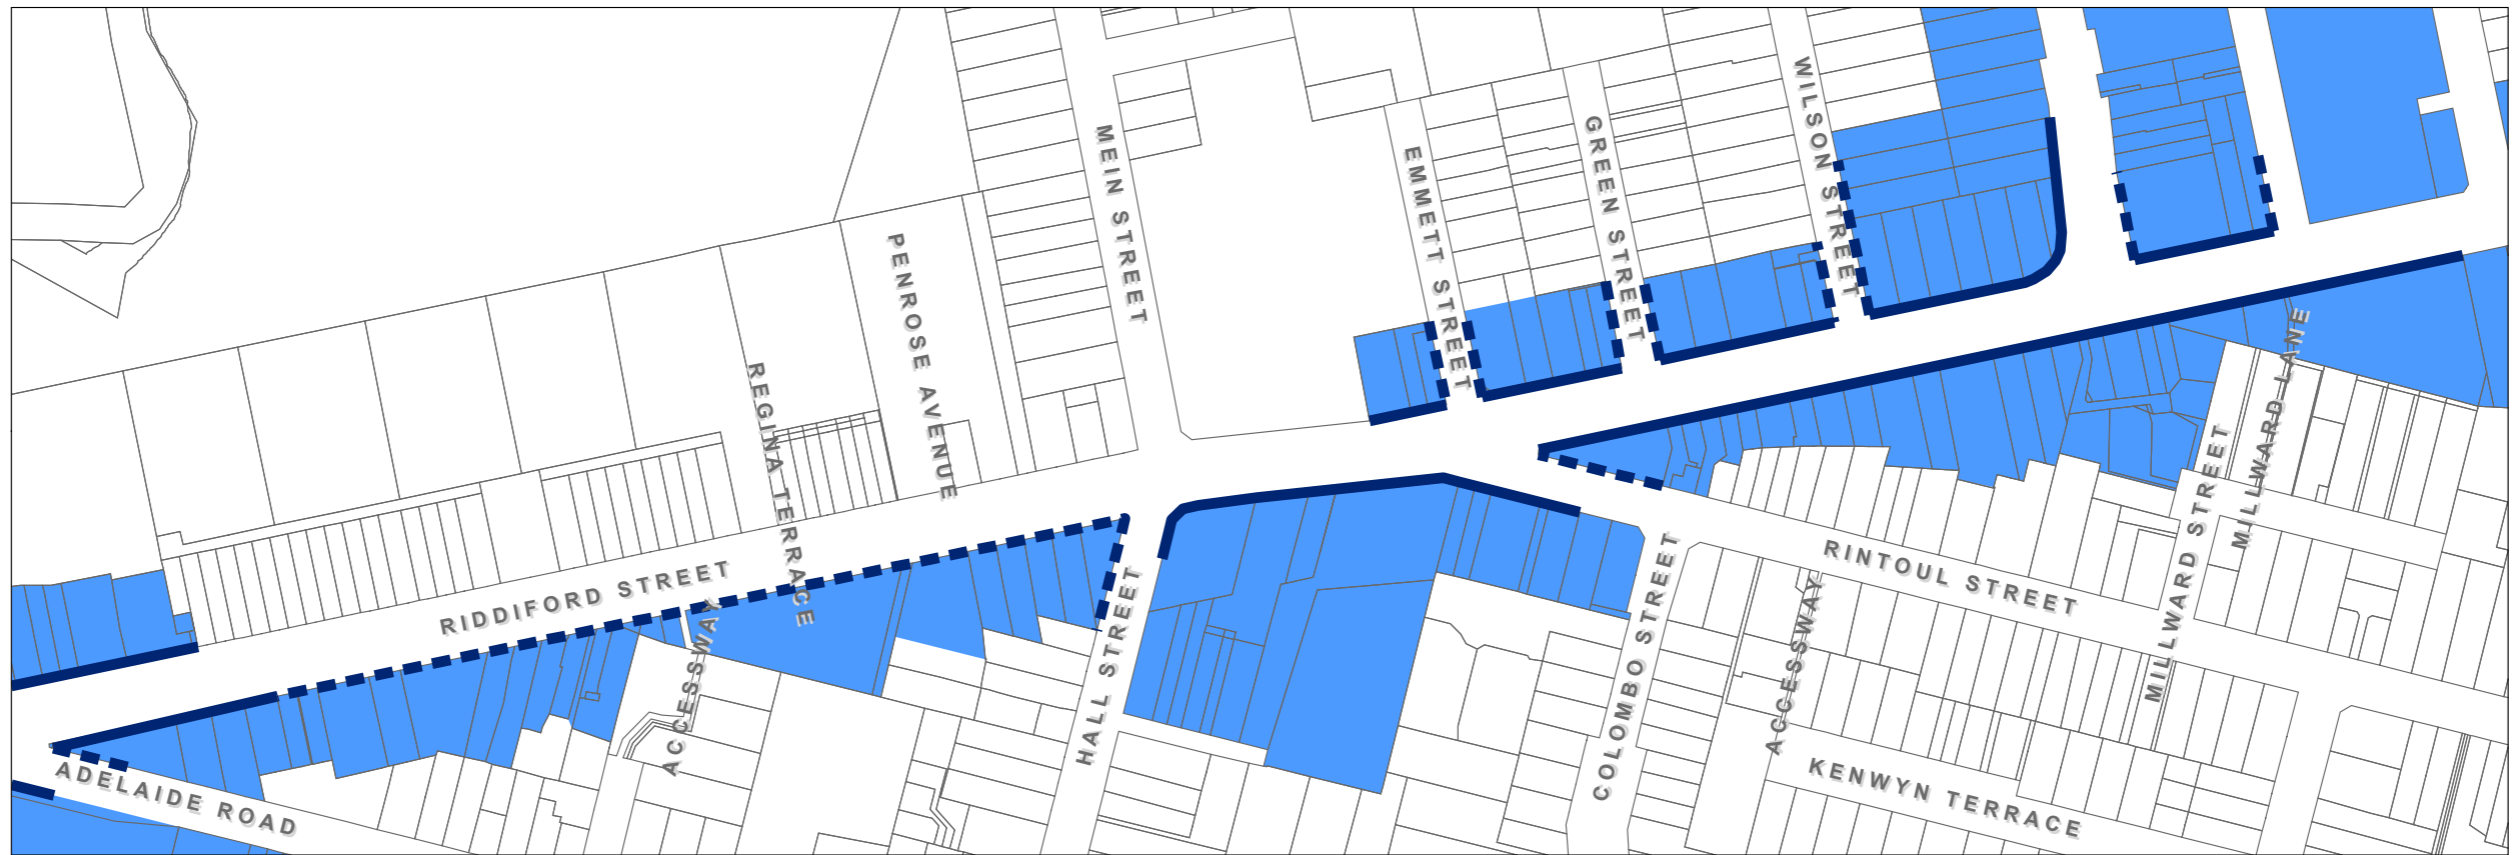 WILSON STREET
GREEN STREET
MEIN STREET
EMMETT STREET
PENROSE AVENUE
REGINA TERRACE
MILLWARD LANE
MILLWARD STREET
RIDDIFORD STREET
RINTOUL STREET
HALL STREET
COLOMBO STREET
ACCESSWAY
ACCESSWAY
ADELAIDE ROAD
KENWYN TERRACE